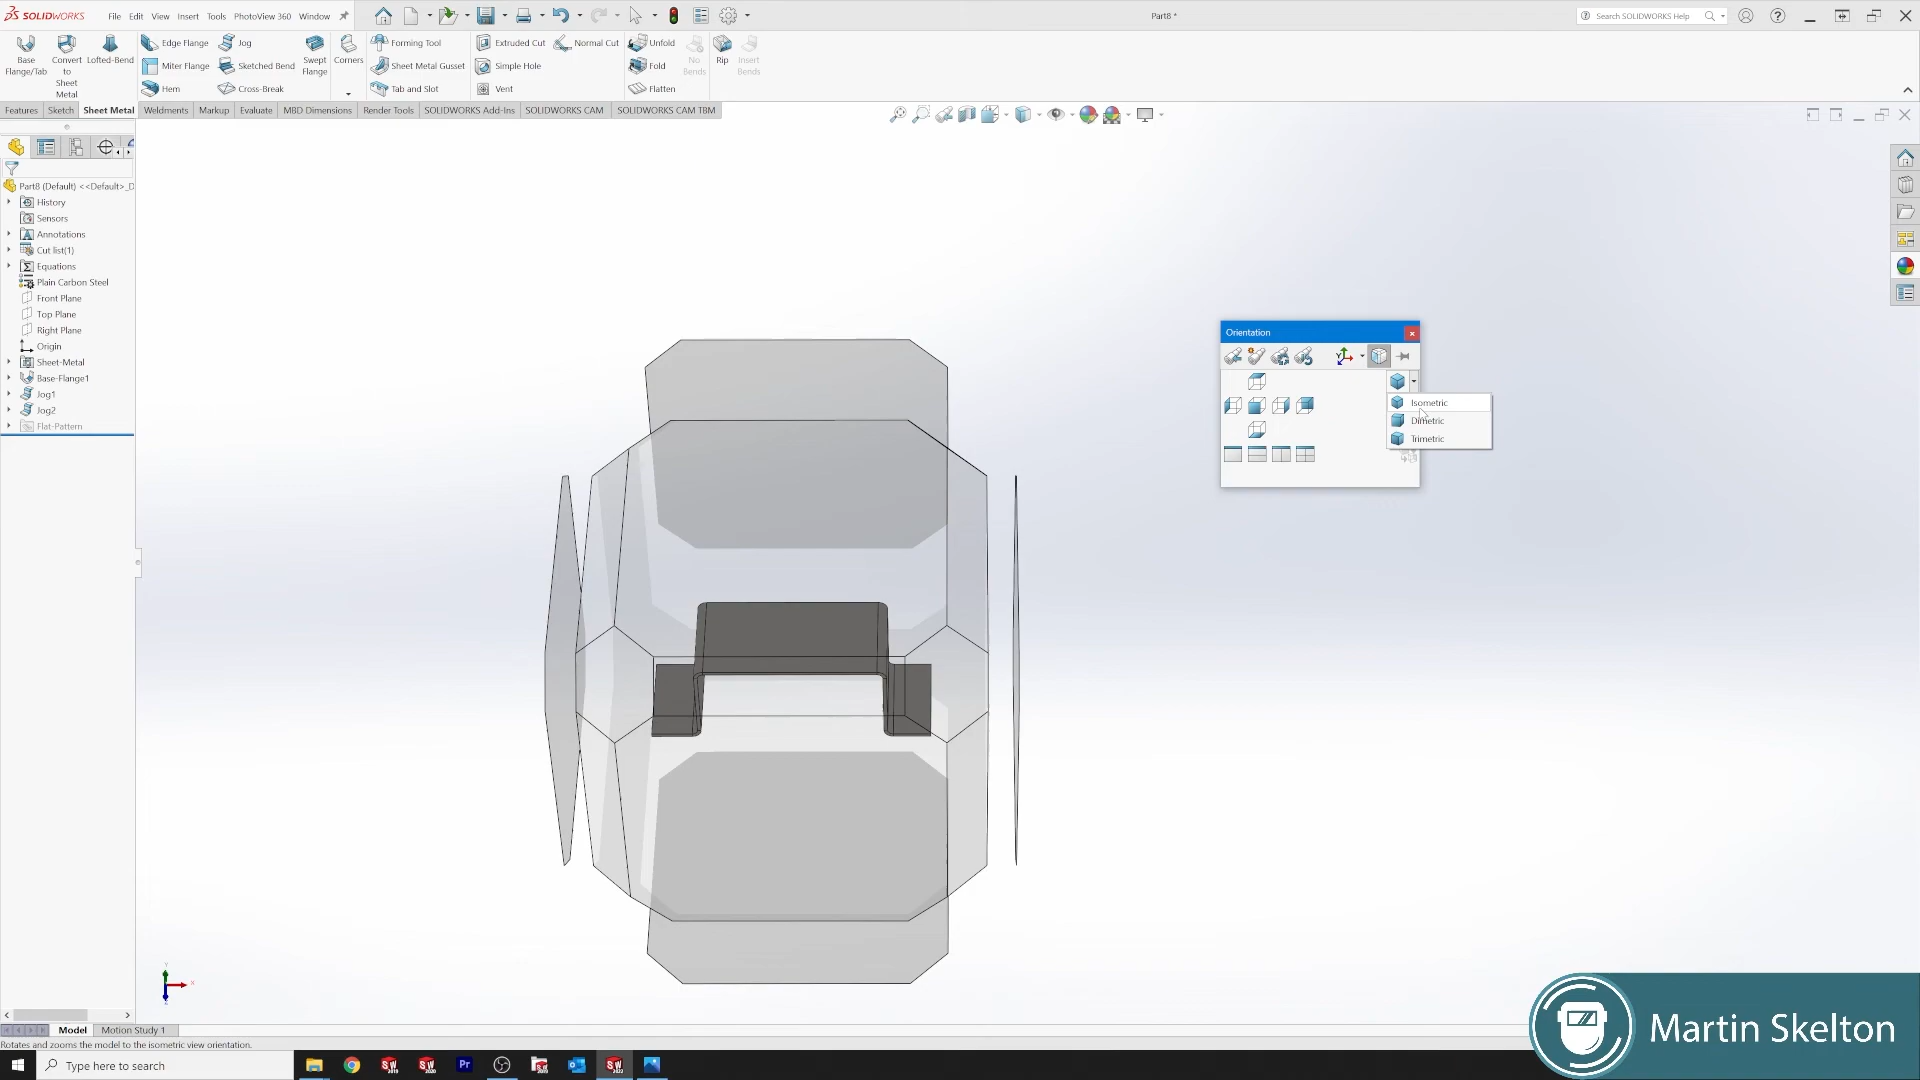 SOLIDWORKS
File Edit View Insert Tools PhotoView 360 Window
Part8 *
Search SOLIDWORKS Help
Base Flange/Tab
Convert to Sheet Metal
Lofted-Bend
Edge Flange
Miter Flange
Hem
Jog
Sketched Bend
Cross-Break
Swept Flange
Corners
Forming Tool
Sheet Metal Gusset
Tab and Slot
Extruded Cut
Simple Hole
Vent
Normal Cut
Unfold
Fold
Flatten
No Bends
Rip
Insert Bends
Features Sketch Sheet Metal Weldments Markup Evaluate MBD Dimensions Render Tools SOLIDWORKS Add-Ins SOLIDWORKS CAM SOLIDWORKS CAM TBM
Part8 (Default) <<Default>_D
History
Sensors
Annotations
Cut list(1)
Equations
Plain Carbon Steel
Front Plane
Top Plane
Right Plane
Origin
Sheet-Metal
Base-Flange1
Jog1
Jog2
Flat-Pattern
Orientation
Isometric
Dimetric
Trimetric
Model Motion Study 1
Rotates and zooms the model to the isometric view orientation.
Type here to search
Martin Skelton